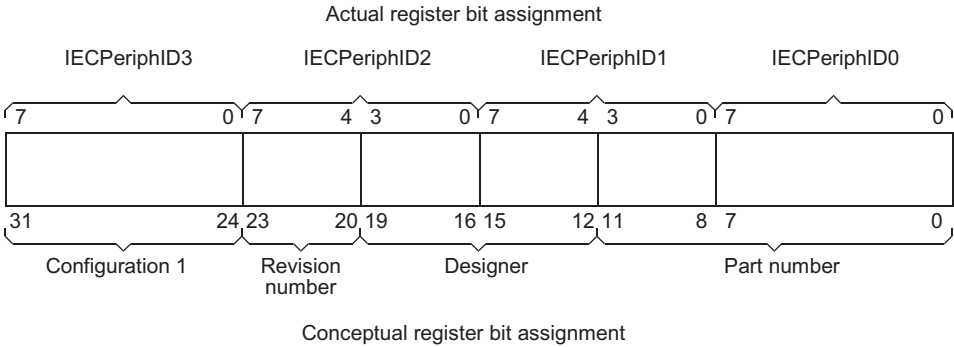 Actual register bit assignment
IECPeriphID3 IECPeriphID2 IECPeriphID1 IECPeriphID0
7 0 7 4 3 0 7 4 3 0 7 0
31 24 23 20 19 16 15 12 11 8 7 0
Configuration 1 Revision number Designer Part number
Conceptual register bit assignment